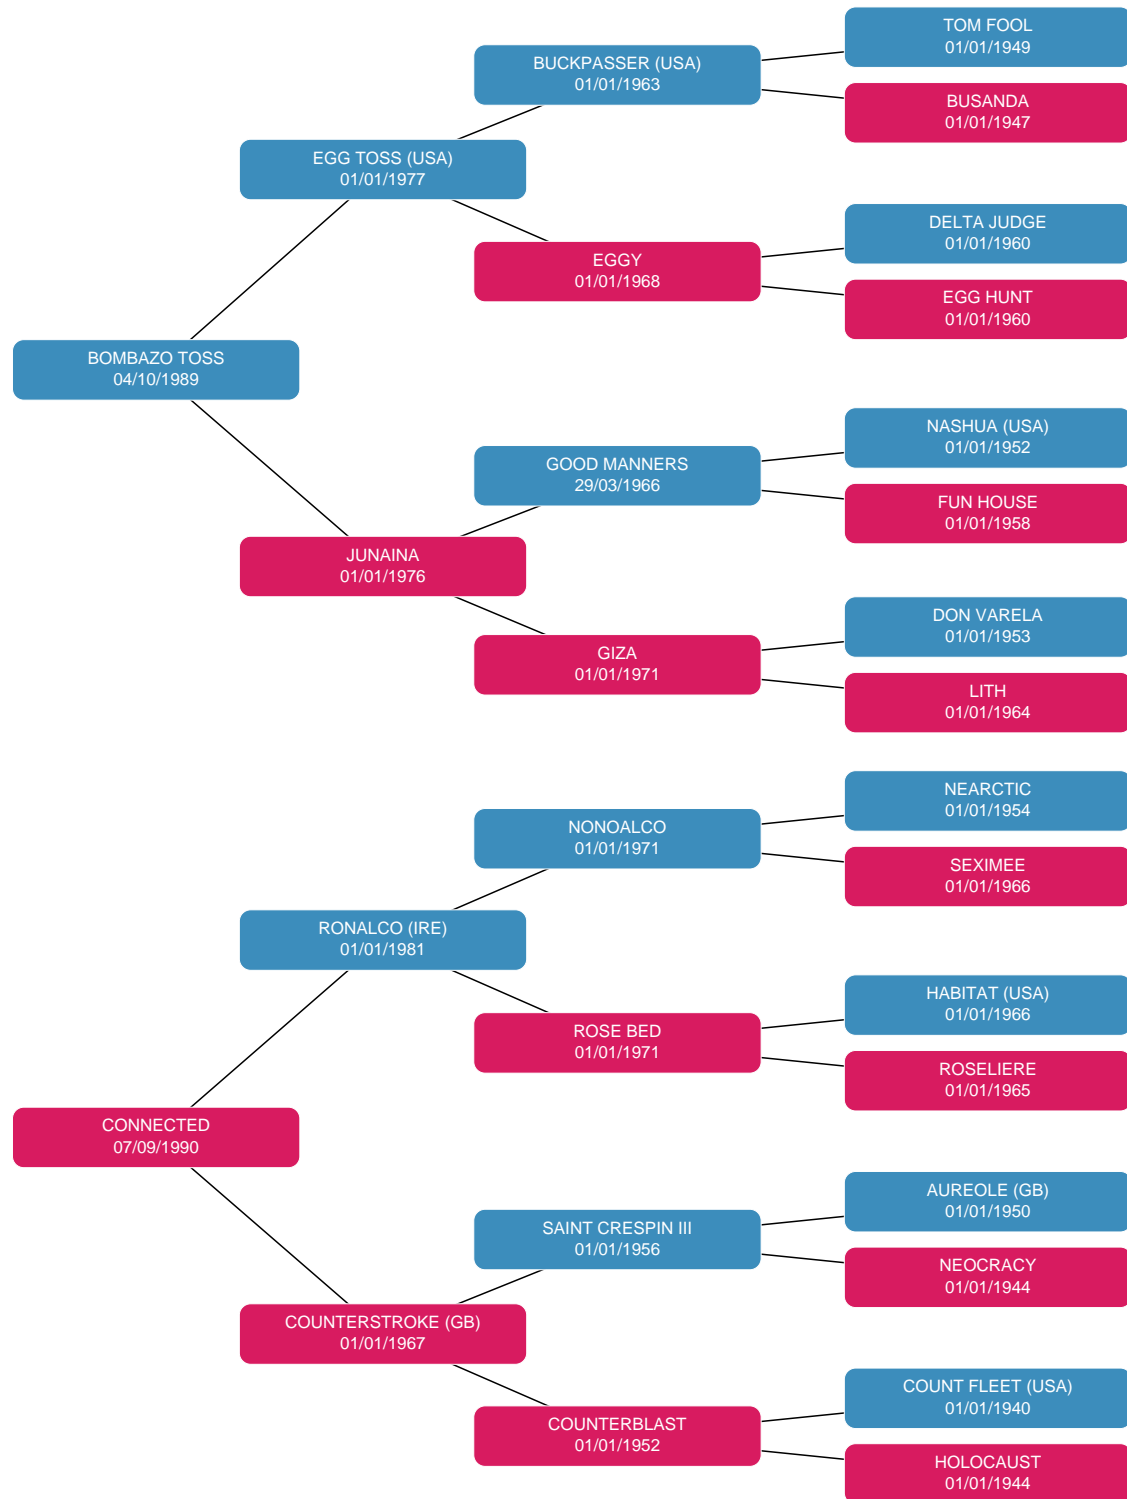 TOM FOOL
01/01/1949
BUCKPASSER (USA)
01/01/1963
BUSANDA
01/01/1947
EGG TOSS (USA)
01/01/1977
DELTA JUDGE
01/01/1960
EGGY
01/01/1968
EGG HUNT
01/01/1960
BOMBAZO TOSS
04/10/1989
NASHUA (USA)
01/01/1952
GOOD MANNERS
29/03/1966
FUN HOUSE
01/01/1958
JUNAINA
01/01/1976
DON VARELA
01/01/1953
GIZA
01/01/1971
LITH
01/01/1964
NEARCTIC
01/01/1954
NONOALCO
01/01/1971
SEXIMEE
01/01/1966
RONALCO (IRE)
01/01/1981
HABITAT (USA)
01/01/1966
ROSE BED
01/01/1971
ROSELIERE
01/01/1965
CONNECTED
07/09/1990
AUREOLE (GB)
01/01/1950
SAINT CRESPIN III
01/01/1956
NEOCRACY
01/01/1944
COUNTERSTROKE (GB)
01/01/1967
COUNT FLEET (USA)
01/01/1940
COUNTERBLAST
01/01/1952
HOLOCAUST
01/01/1944